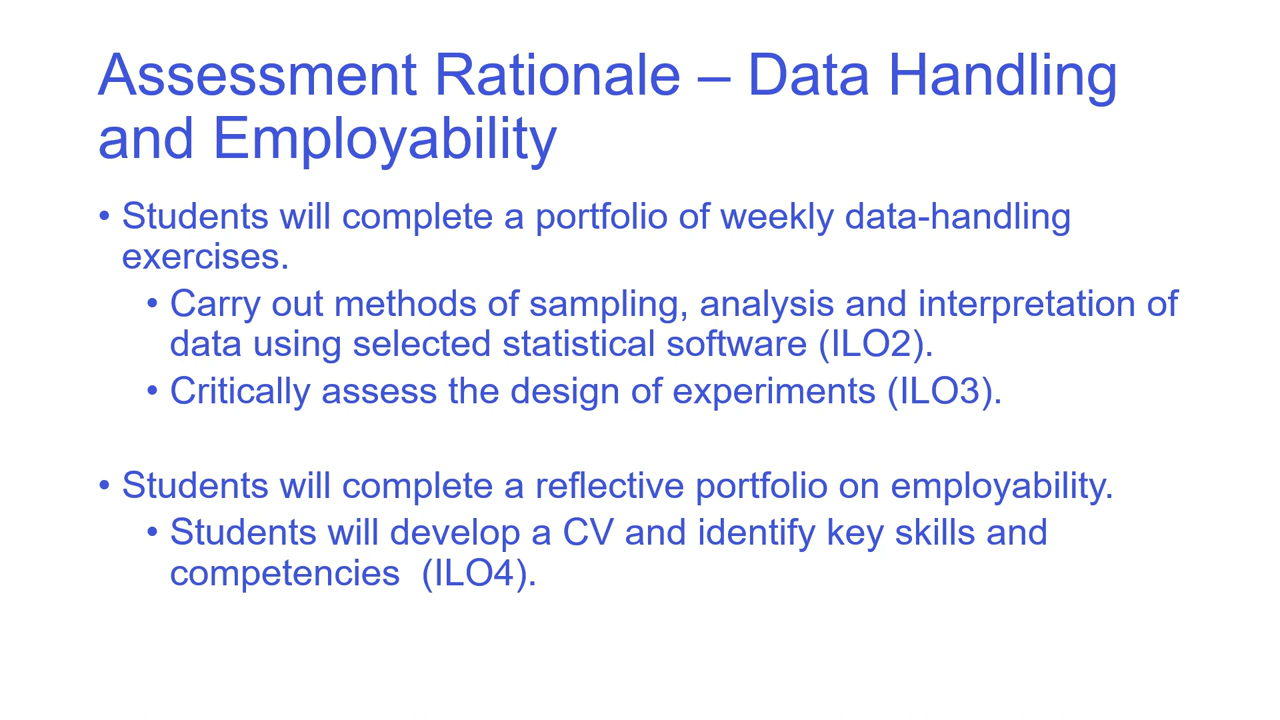 Assessment Rationale – Data Handling
and Employability
• Students will complete a portfolio of weekly data-handling
exercises.
• Carry out methods of sampling, analysis and interpretation of
data using selected statistical software (ILO2).
• Critically assess the design of experiments (ILO3).
• Students will complete a reflective portfolio on employability.
• Students will develop a CV and identify key skills and
competencies  (ILO4).